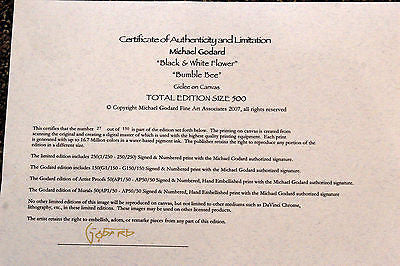 Certificate of Authenticity and Limitation
Michael Godard
"Black & White Flower"
"Bumble Bee"
Giclee on Canvas
TOTAL EDITION SIZE 500
© Copyright Michael Godard Fine Art Associates 2007, all rights reserved
This certifies that the number 27 out of 150 is part of the edition set forth below. The printing on canvas is created from
scanning the original and creating a digital master of which is used with the most advanced equipment. Each print
is printed with up to 16.7 Million colors in a water-based pigment ink. The publisher retains the right to reproduce any portion of the
edition in a different size.
The limited edition includes 250(1/250 - 250/250) Signed & Numbered print with the Michael Godard authorized signature.
The Godard edition includes 150(G1/150 - G150/150 Signed & Numbered print with the Michael Godard authorized signature.
The Godard edition of Artist Proofs 50(AP1/50 - AP50/50 Signed & Numbered, Hand Embellished print with the Michael Godard authorized signature.
The Godard edition of Murals 50(AP1/50 - AP50/50 Signed & Numbered, Hand Embellished print with the Michael Godard authorized signature.
No other limited editions of this image will be reproduced on canvas, but not limited to other mediums such as DaVinci Chrome,
lithography, etc., in these limited editions. These images may be used on other licensed products.
The artist retains the right to embellish, adorn, or remarke pieces from any part of this edition.
Godard